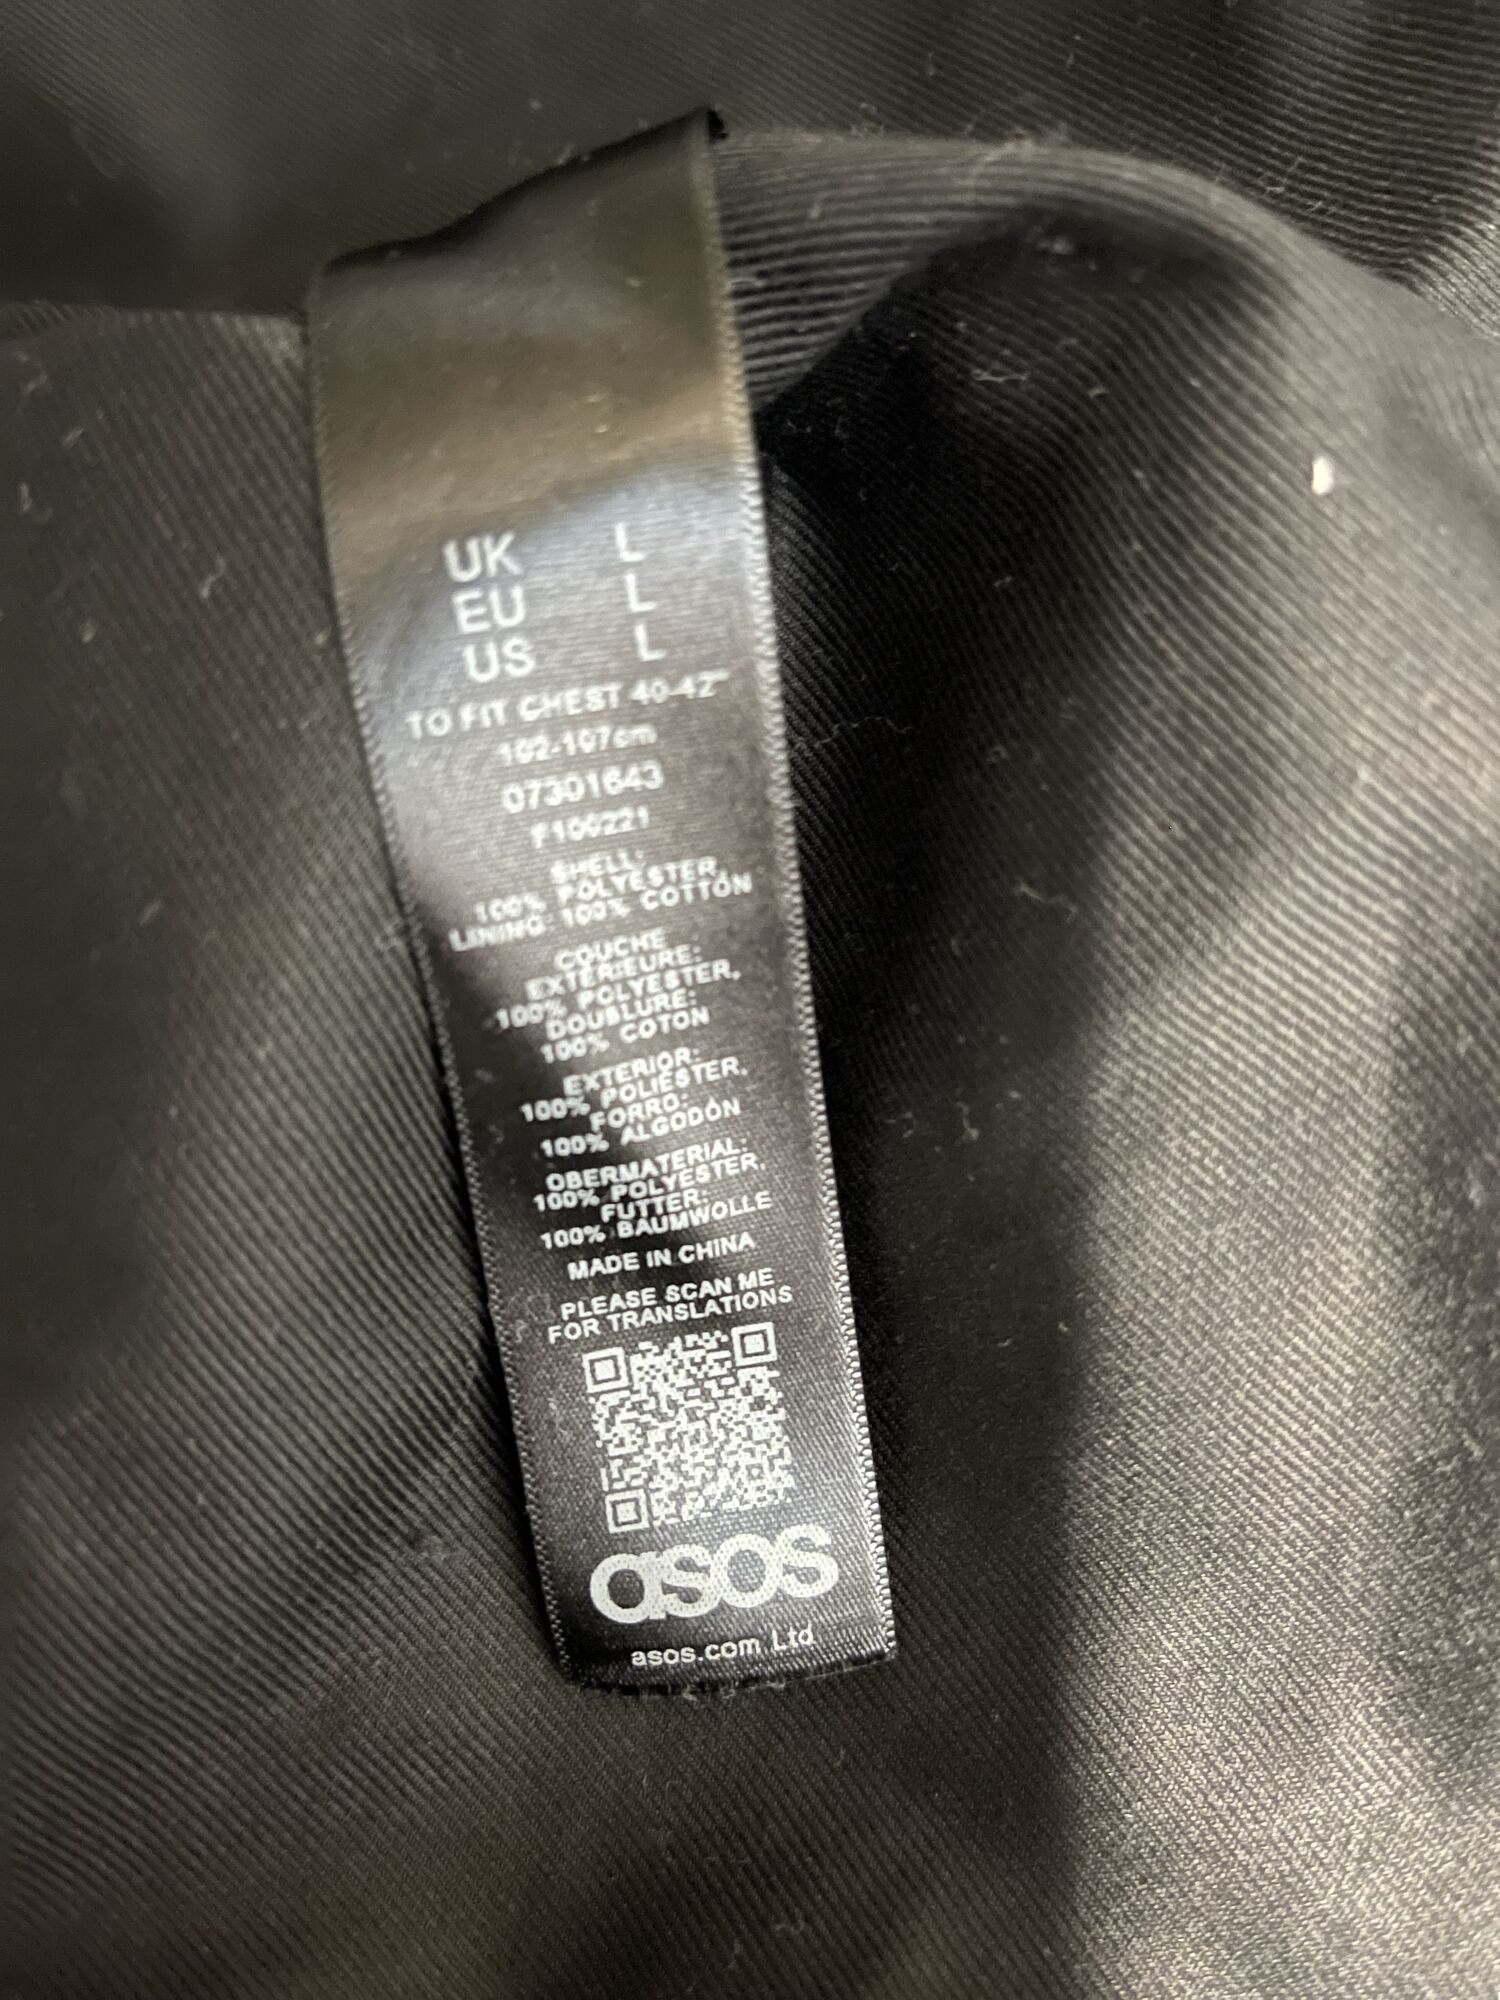 UK L
EU L
US L
TO FIT CHEST 40-42"
102-107cm
07301643
F100221
SHELL:
100% POLYESTER,
LINING: 100% COTTON
COUCHE
EXTÉRIEURE:
100% POLYESTER,
DOUBLURE:
100% COTON
EXTERIOR:
100% POLIÉSTER,
FORRO:
100% ALGODÓN
OBERMATERIAL:
100% POLYESTER,
FUTTER:
100% BAUMWOLLE
MADE IN CHINA
PLEASE SCAN ME
FOR TRANSLATIONS
asos
asos.com Ltd